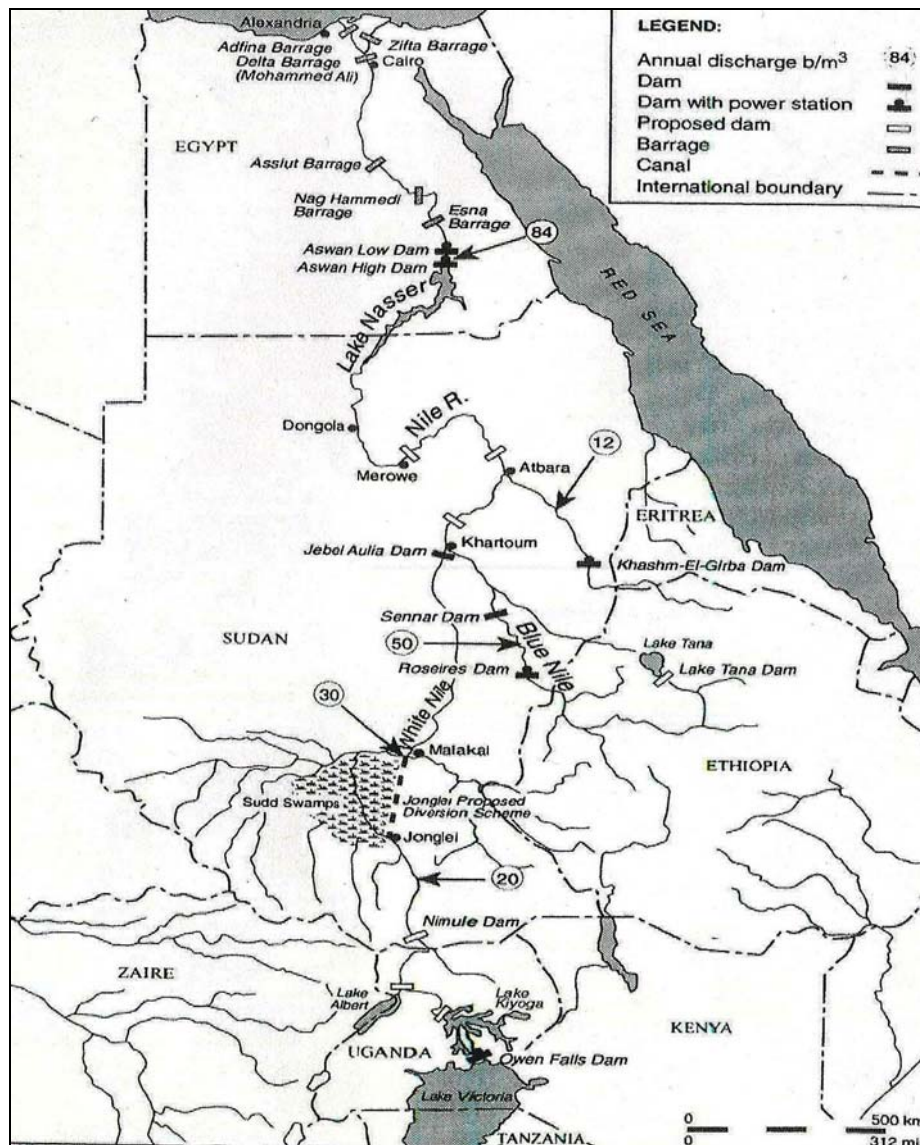 Alexandria
Adfina Barrage
Delta Barrage
(Mohammed Ali)
Zifta Barrage
Cairo
EGYPT
Assiut Barrage
Nag Hammedi
Barrage
Esna
Barrage
84
Aswan Low Dam
Aswan High Dam
Lake Nasser
RED SEA
LEGEND:
Annual discharge b/m³ 84
Dam
Dam with power station
Proposed dam
Barrage
Canal
International boundary
Dongola
Nile R.
Merowe
Atbara
12
ERITREA
Khartoum
Jebel Aulia Dam
Khashm-El-Girba Dam
Sennar Dam
SUDAN
50
Blue Nile
Lake Tana
Lake Tana Dam
Roseires Dam
30
White Nile
Malakal
ETHIOPIA
Sudd Swamps
Jonglei Proposed
Diversion Scheme
Jonglei
20
Nimule Dam
ZAIRE
Lake
Albert
Lake
Kiyoga
KENYA
UGANDA
Owen Falls Dam
Lake Victoria
TANZANIA
0 500 km
0 312 mi